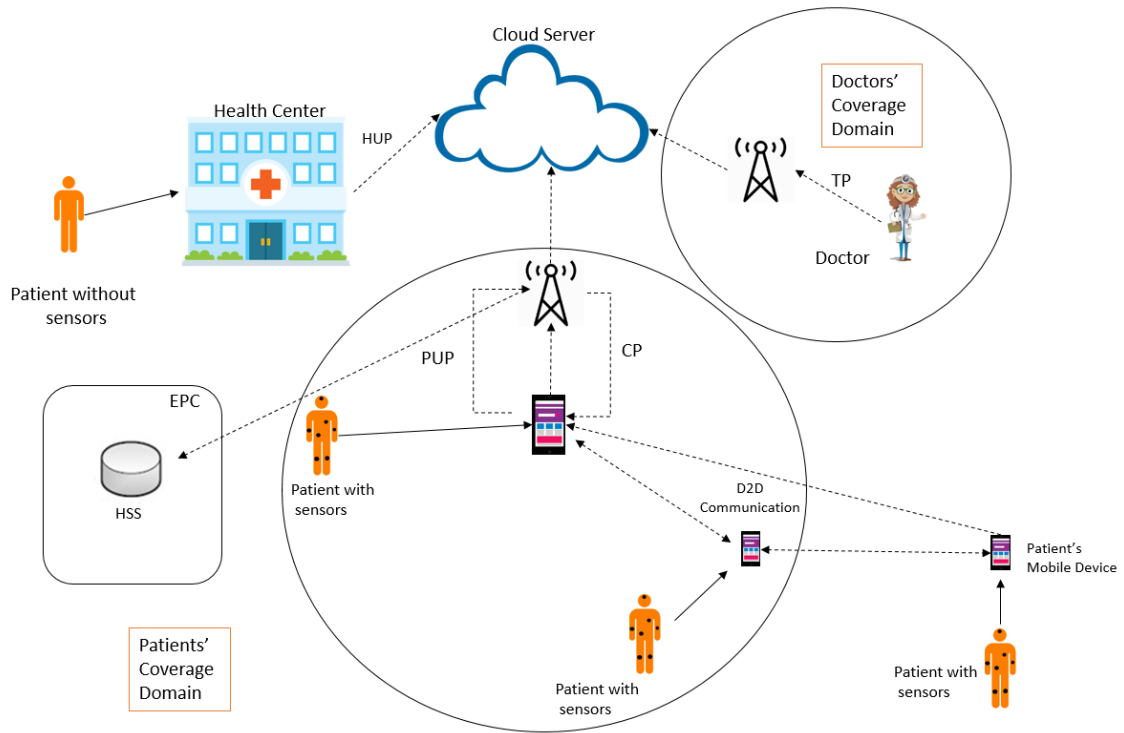 Cloud Server
Doctors'
Coverage
Domain
Health Center
HUP
TP
Doctor
Patient without
sensors
PUP
CP
EPC
HSS
Patient with
sensors
D2D
Communication
Patient's
Mobile Device
Patients'
Coverage
Domain
Patient with
sensors
Patient with
sensors